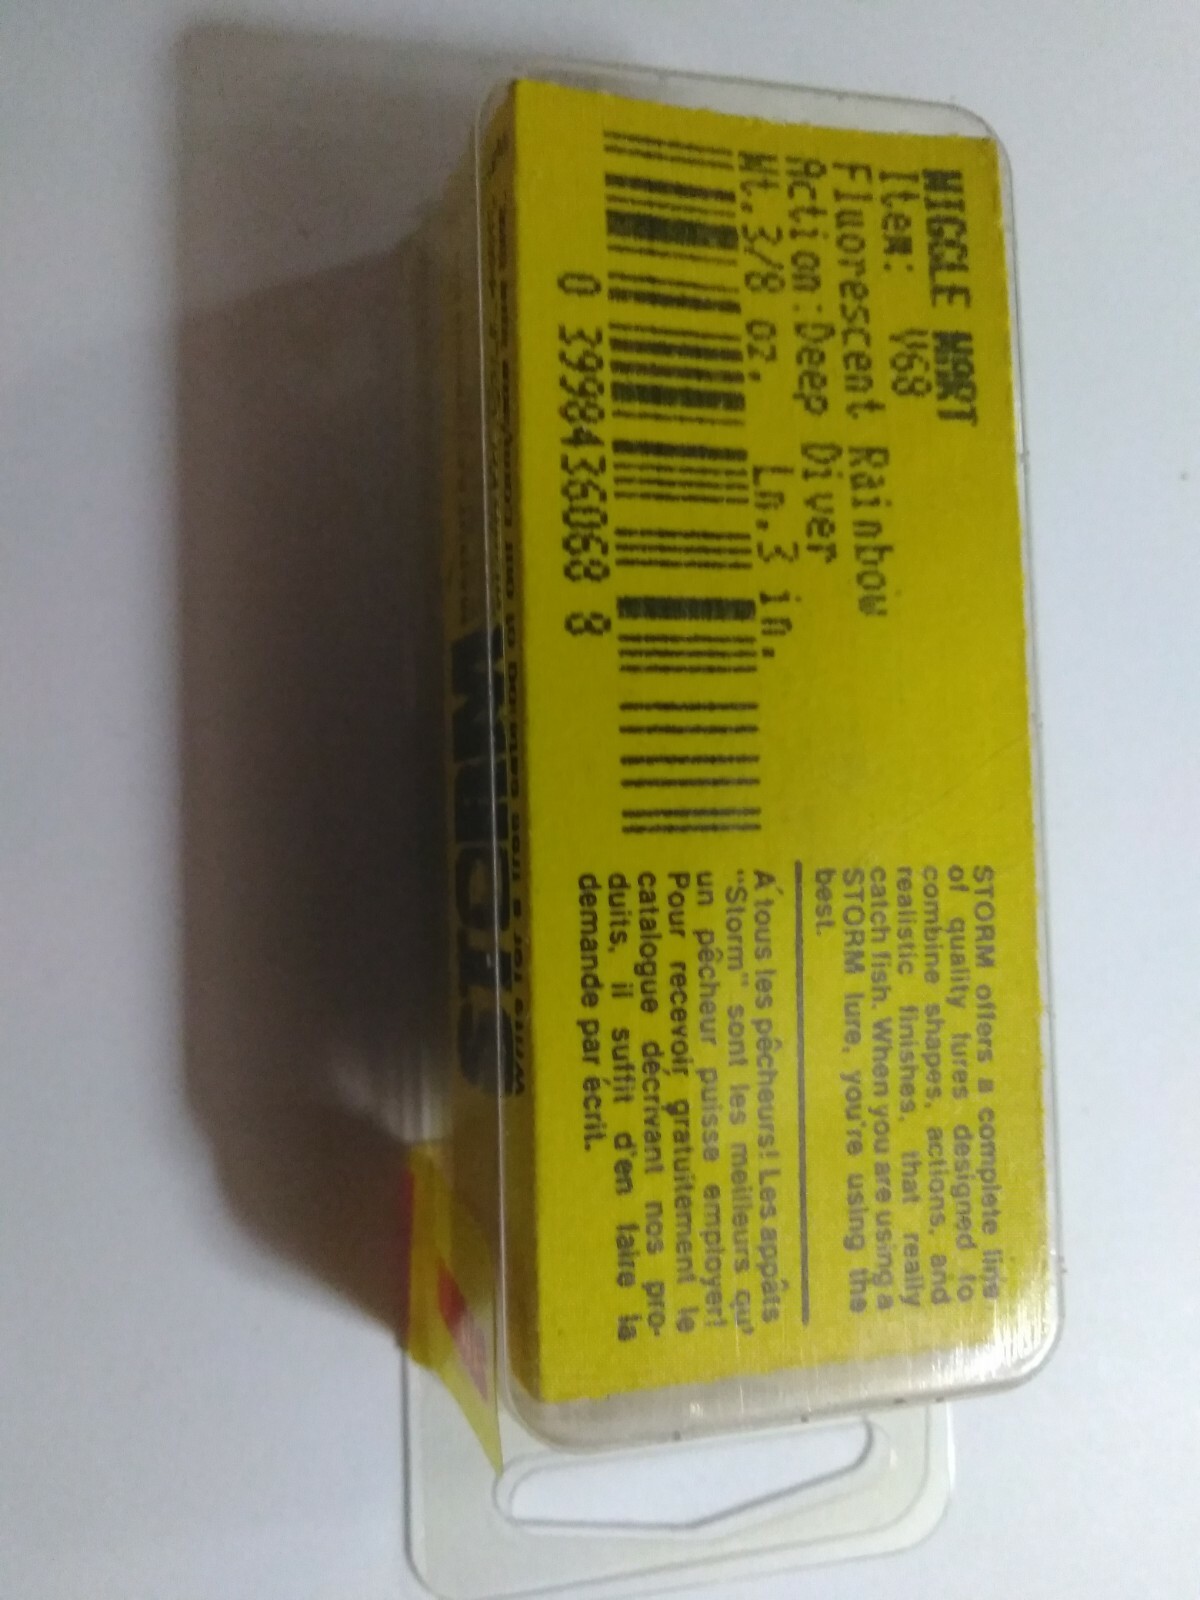 WIGGLE WART
Item: V68
Fluorescent Rainbow
Action:Deep Diver
Wt.3/8 oz. Ln.3 in.
0 39984 36068 8
STORM offers a complete line
of quality lures designed to
combine shapes, actions, and
realistic finishes, that really
catch fish. When you are using a
STORM lure, you're using the
best.
A´tous les pêcheurs! Les appâts
"Storm" sont les meilleurs qu'
un pêcheur puisse employer!
Pour recevoir gratuitement le
catalogue décrivant nos pro-
duits, il suffit d'en faire la
demande par écrit.